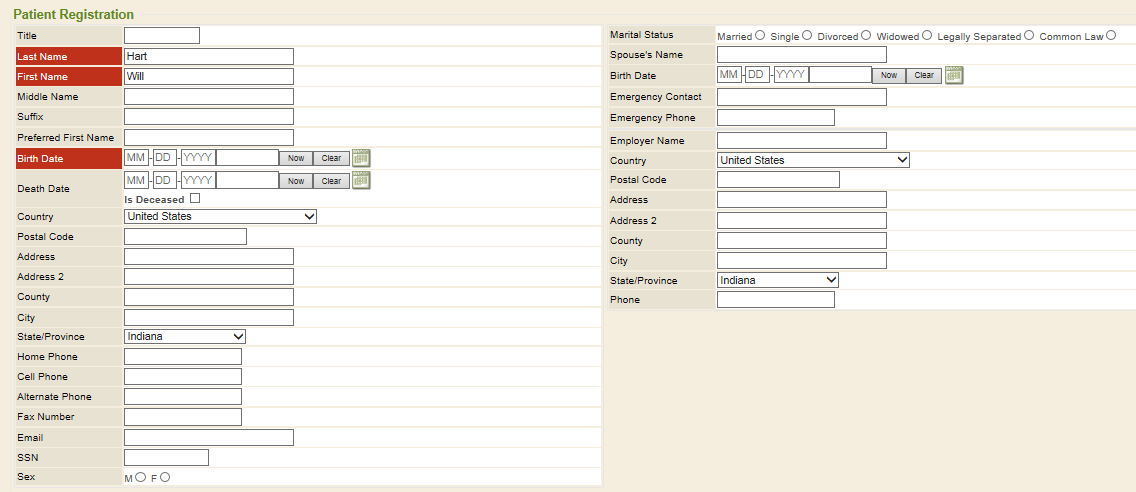 Patient Registration
Title
Last Name Hart
First Name Will
Middle Name
Suffix
Preferred First Name
Birth Date MM - DD - YYYY Now Clear
Death Date MM - DD - YYYY Now Clear
Is Deceased
Country United States
Postal Code
Address
Address 2
County
City
State/Province Indiana
Home Phone
Cell Phone
Alternate Phone
Fax Number
Email
SSN
Sex M F
Marital Status Married Single Divorced Widowed Legally Separated Common Law
Spouse's Name
Birth Date MM - DD - YYYY Now Clear
Emergency Contact
Emergency Phone
Employer Name
Country United States
Postal Code
Address
Address 2
County
City
State/Province Indiana
Phone